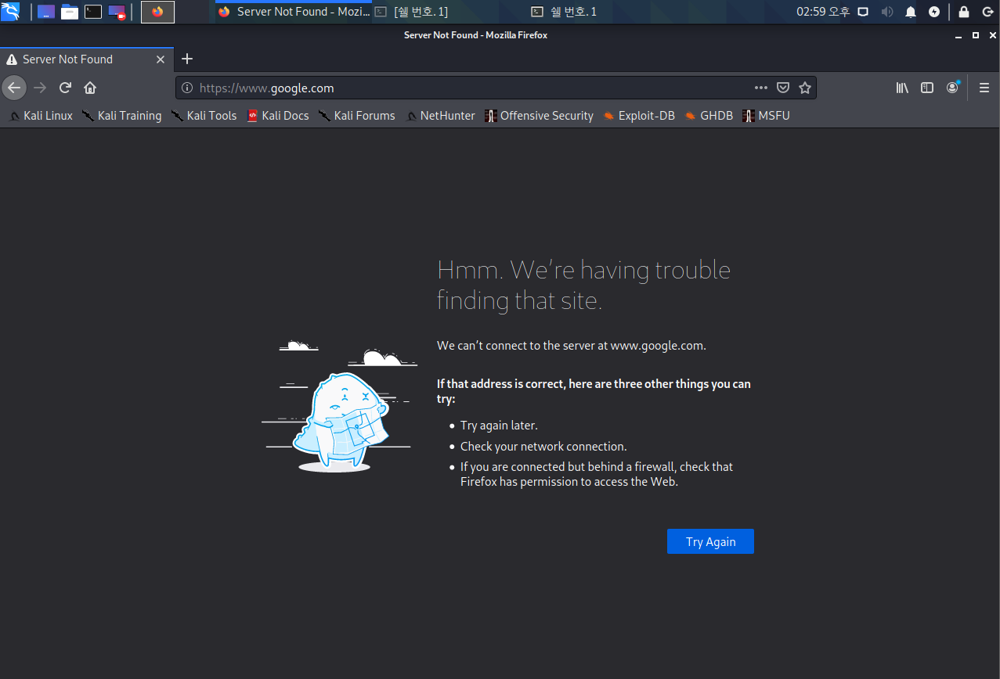 Server Not Found - Mozi... [쉘 번호. 1] 쉘 번호. 1 02:59 오후
Server Not Found - Mozilla Firefox
Server Not Found
https://www.google.com
Kali Linux Kali Training Kali Tools Kali Docs Kali Forums NetHunter Offensive Security Exploit-DB GHDB MSFU
Hmm. We're having trouble
finding that site.
We can't connect to the server at www.google.com.
If that address is correct, here are three other things you can
try:
• Try again later.
• Check your network connection.
• If you are connected but behind a firewall, check that
Firefox has permission to access the Web.
Try Again